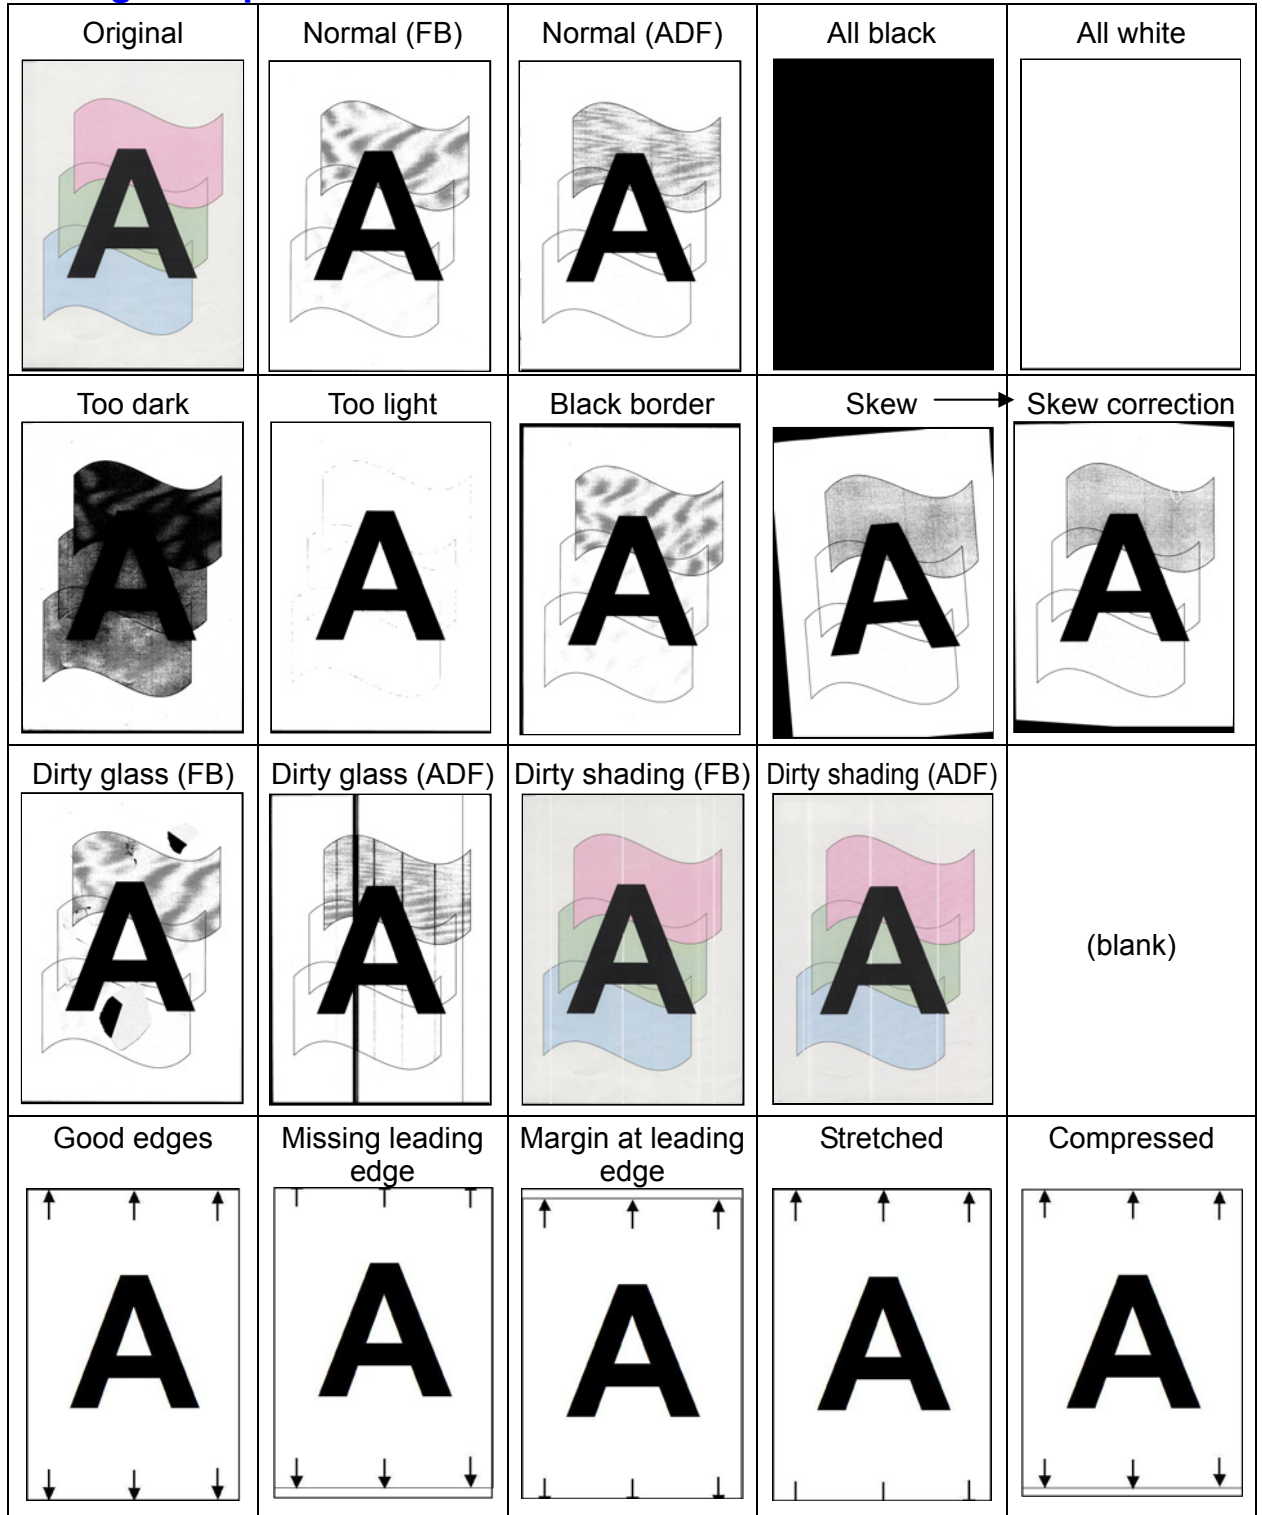 Original Normal (FB) Normal (ADF) All black All white
A A A
Too dark Too light Black border Skew Skew correction
A A A A A
Dirty glass (FB) Dirty glass (ADF) Dirty shading (FB) Dirty shading (ADF)
A A A A
(blank)
Good edges Missing leading edge Margin at leading edge Stretched Compressed
A A A A A